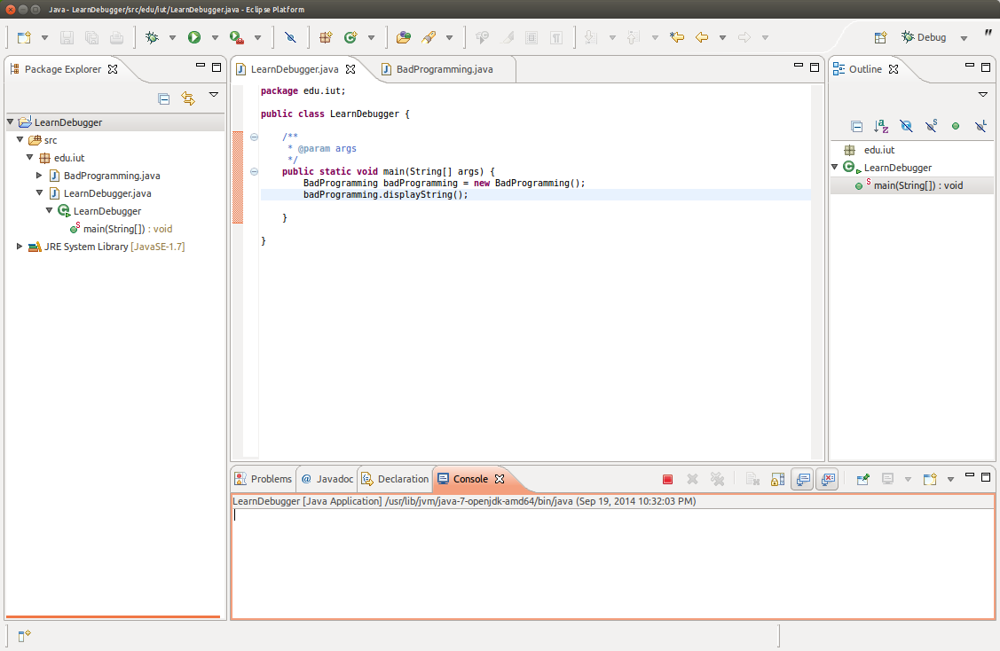 Java - LearnDebugger/src/edu/iut/LearnDebugger.java - Eclipse Platform
Debug
"
Package Explorer
LearnDebugger
src
edu.iut
BadProgramming.java
LearnDebugger.java
LearnDebugger
main(String[]) : void
JRE System Library [JavaSE-1.7]
LearnDebugger.java
BadProgramming.java
package edu.iut;
public class LearnDebugger {
/**
* @param args
*/
public static void main(String[] args) {
BadProgramming badProgramming = new BadProgramming();
badProgramming.displayString();
}
}
Outline
edu.iut
LearnDebugger
main(String[]) : void
Problems
@ Javadoc
Declaration
Console
LearnDebugger [Java Application] /usr/lib/jvm/java-7-openjdk-amd64/bin/java (Sep 19, 2014 10:32:03 PM)